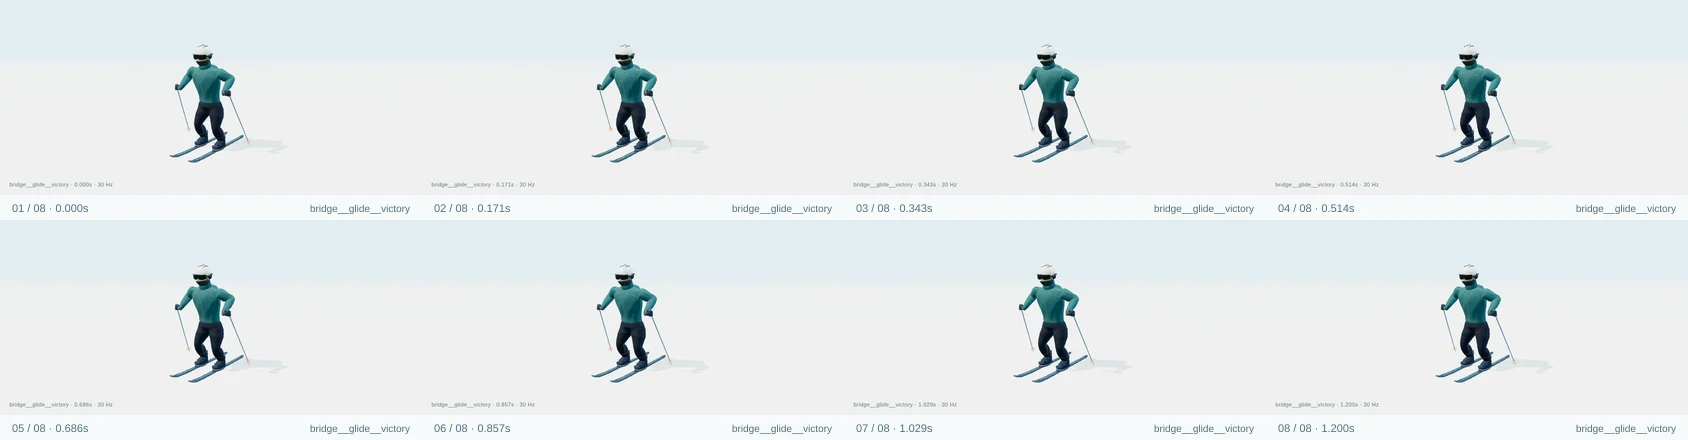 bridge__glide__victory · 0.000s · 30 Hz
bridge__glide__victory · 0.171s · 30 Hz
bridge__glide__victory · 0.343s · 30 Hz
bridge__glide__victory · 0.514s · 30 Hz
01 / 08 · 0.000s
bridge__glide__victory
02 / 08 · 0.171s
bridge__glide__victory
03 / 08 · 0.343s
bridge__glide__victory
04 / 08 · 0.514s
bridge__glide__victory
bridge__glide__victory · 0.686s · 30 Hz
bridge__glide__victory · 0.857s · 30 Hz
bridge__glide__victory · 1.029s · 30 Hz
bridge__glide__victory · 1.200s · 30 Hz
05 / 08 · 0.686s
bridge__glide__victory
06 / 08 · 0.857s
bridge__glide__victory
07 / 08 · 1.029s
bridge__glide__victory
08 / 08 · 1.200s
bridge__glide__victory